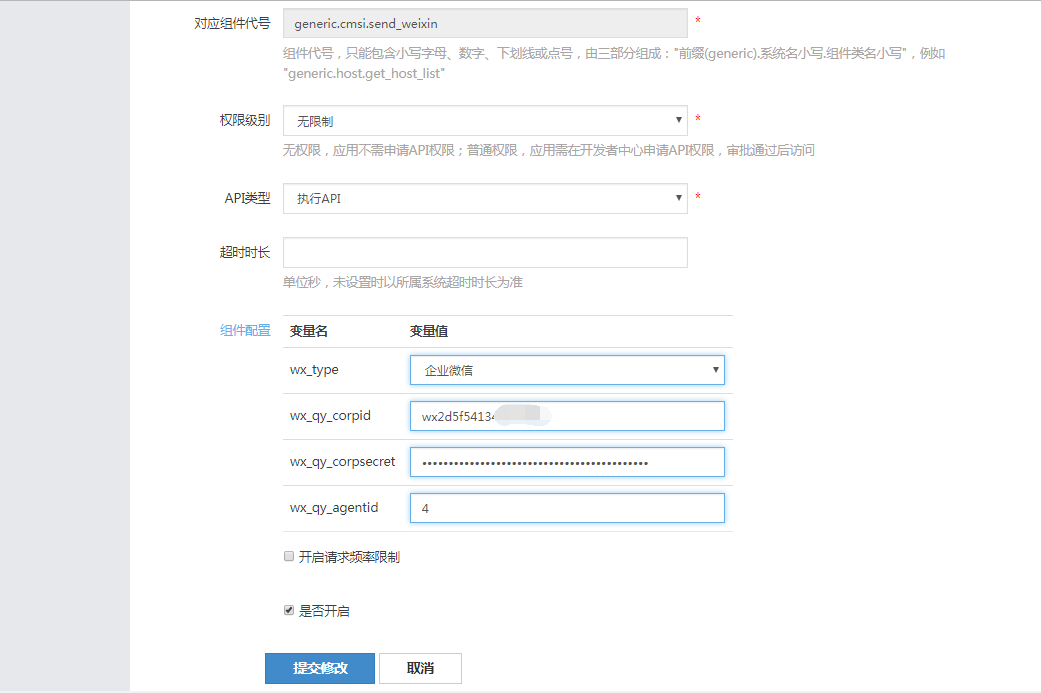 对应组件代号 generic.cmsi.send_weixin *
组件代号，只能包含小写字母、数字、下划线或点号，由三部分组成："前缀(generic).系统名小写.组件类名小写"，例如
"generic.host.get_host_list"
权限级别 无限制 *
无权限，应用不需申请API权限；普通权限，应用需在开发者中心申请API权限，审批通过后访问
API类型 执行API *
超时时长
单位秒，未设置时以所属系统超时时长为准
组件配置 变量名 变量值
wx_type 企业微信
wx_qy_corpid wx2d5f5413
wx_qy_corpsecret ••••••••••••••••••••••••••••••••••••••••••••
wx_qy_agentid 4
开启请求频率限制
是否开启
提交修改 取消